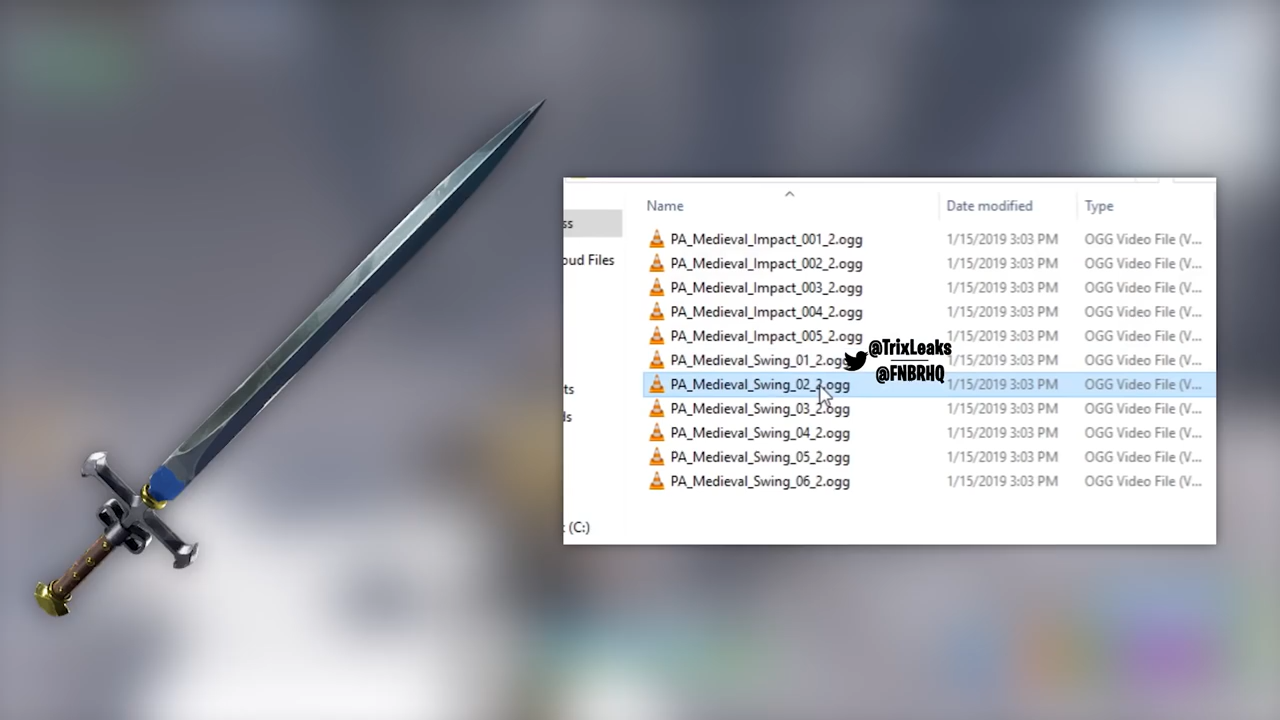 Name Date modified Type
ss
oud Files
ts
ds
: (C:)
PA_Medieval_Impact_001_2.ogg 1/15/2019 3:03 PM OGG Video File (V...
PA_Medieval_Impact_002_2.ogg 1/15/2019 3:03 PM OGG Video File (V...
PA_Medieval_Impact_003_2.ogg 1/15/2019 3:03 PM OGG Video File (V...
PA_Medieval_Impact_004_2.ogg 1/15/2019 3:03 PM OGG Video File (V...
PA_Medieval_Impact_005_2.ogg 1/15/2019 3:03 PM OGG Video File (V...
PA_Medieval_Swing_01_2.ogg 1/15/2019 3:03 PM OGG Video File (V...
PA_Medieval_Swing_02_2.ogg 1/15/2019 3:03 PM OGG Video File (V...
PA_Medieval_Swing_03_2.ogg 1/15/2019 3:03 PM OGG Video File (V...
PA_Medieval_Swing_04_2.ogg 1/15/2019 3:03 PM OGG Video File (V...
PA_Medieval_Swing_05_2.ogg 1/15/2019 3:03 PM OGG Video File (V...
PA_Medieval_Swing_06_2.ogg 1/15/2019 3:03 PM OGG Video File (V...
@TrixLeaks
@FNBRHQ